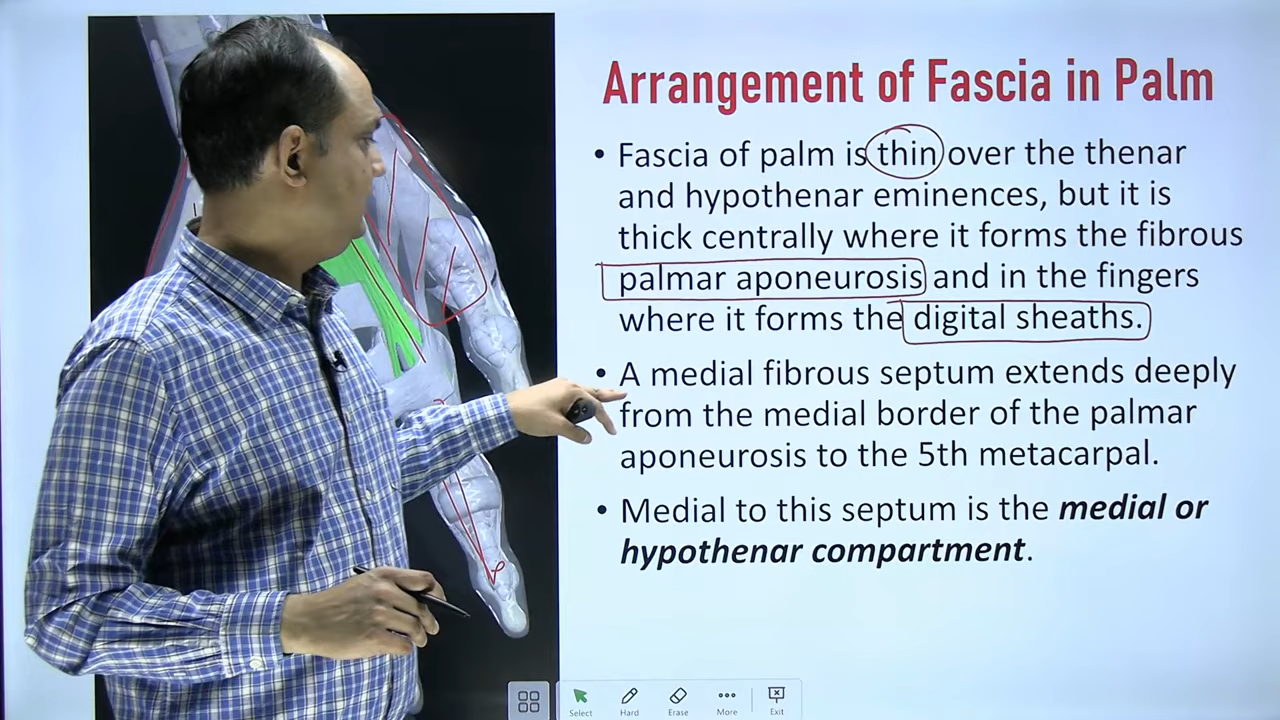 Arrangement of Fascia in Palm
• Fascia of palm is thin over the thenar
and hypothenar eminences, but it is
thick centrally where it forms the fibrous
palmar aponeurosis and in the fingers
where it forms the digital sheaths.
• A medial fibrous septum extends deeply
from the medial border of the palmar
aponeurosis to the 5th metacarpal.
• Medial to this septum is the medial or
hypothenar compartment.
Select Hard Erase More Exit